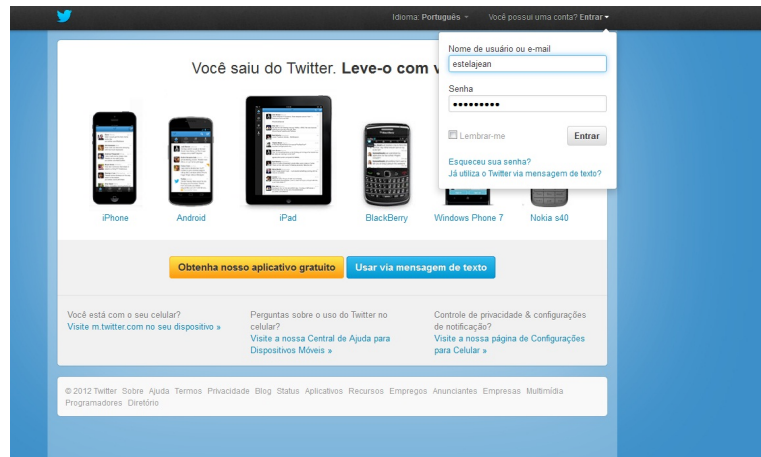 Idioma: Português
Você possui uma conta? Entrar
Nome de usuário ou e-mail
estelajean
Senha
Lembrar-me
Entrar
Esqueceu sua senha?
Já utiliza o Twitter via mensagem de texto?
Você saiu do Twitter. Leve-o com v
iPhone
Android
iPad
BlackBerry
Windows Phone 7
Nokia s40
Obtenha nosso aplicativo gratuito
Usar via mensagem de texto
Você está com o seu celular?
Visite m.twitter.com no seu dispositivo »
Perguntas sobre o uso do Twitter no
celular?
Visite a nossa Central de Ajuda para
Dispositivos Móveis »
Controle de privacidade & configurações
de notificação?
Visite a nossa página de Configurações
para Celular »
© 2012 Twitter Sobre Ajuda Termos Privacidade Blog Status Aplicativos Recursos Empregos Anunciantes Empresas Multimídia
Programadores Diretório